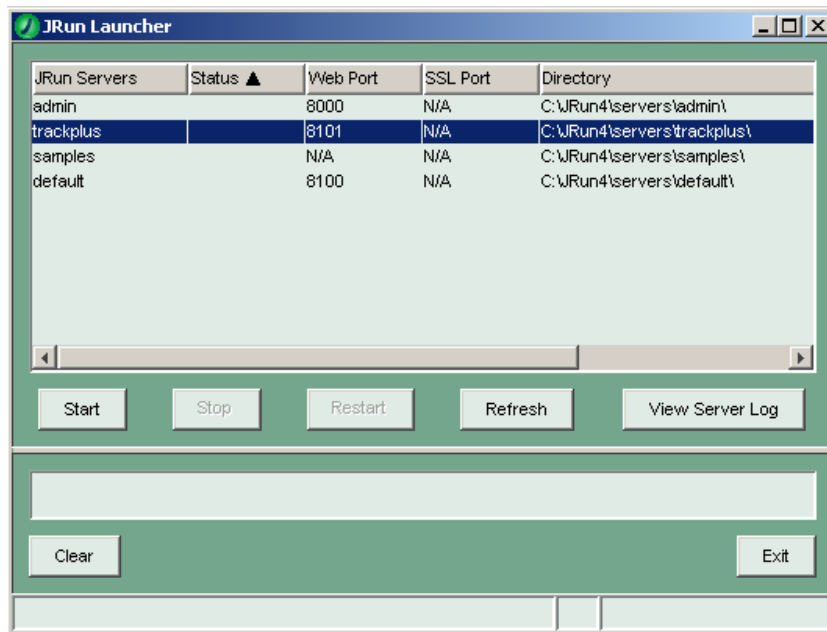 JRun Launcher
JRun Servers Status ▲ Web Port SSL Port Directory
admin 8000 N/A C:\JRun4\servers\admin\
trackplus 8101 N/A C:\JRun4\servers\trackplus\
samples N/A N/A C:\JRun4\servers\samples\
default 8100 N/A C:\JRun4\servers\default\
Start Stop Restart Refresh View Server Log
Clear Exit